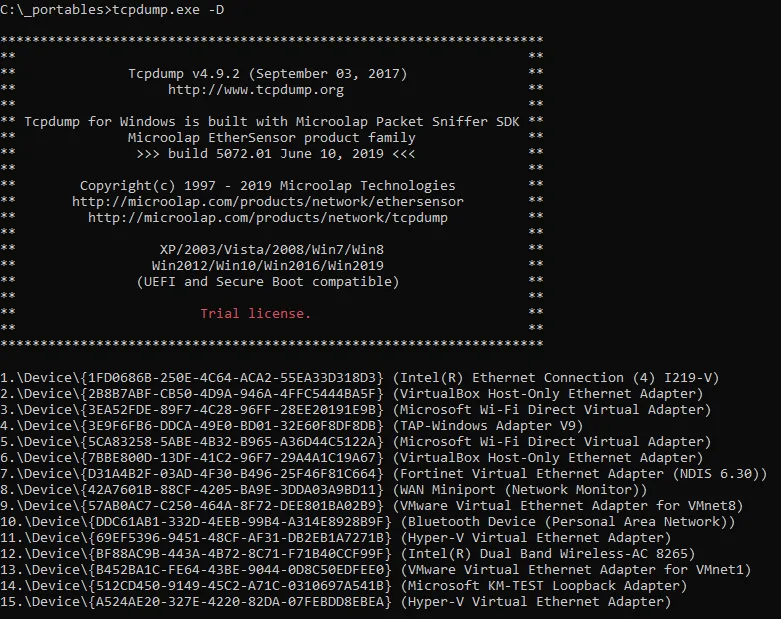 C:\_portables>tcpdump.exe -D
********************************************************************
** **
** Tcpdump v4.9.2 (September 03, 2017) **
** http://www.tcpdump.org **
** **
** Tcpdump for Windows is built with Microolap Packet Sniffer SDK **
** Microolap EtherSensor product family **
** >>> build 5072.01 June 10, 2019 <<< **
** **
** Copyright(c) 1997 - 2019 Microolap Technologies **
** http://microolap.com/products/network/ethersensor **
** http://microolap.com/products/network/tcpdump **
** **
** XP/2003/Vista/2008/Win7/Win8 **
** Win2012/Win10/Win2016/Win2019 **
** (UEFI and Secure Boot compatible) **
** **
** Trial license. **
** **
********************************************************************
1.\Device\{1FD0686B-250E-4C64-ACA2-55EA33D318D3} (Intel(R) Ethernet Connection (4) I219-V)
2.\Device\{2B8B7ABF-CB50-4D9A-946A-4FFC5444BA5F} (VirtualBox Host-Only Ethernet Adapter)
3.\Device\{3EA52FDE-89F7-4C28-96FF-28EE20191E9B} (Microsoft Wi-Fi Direct Virtual Adapter)
4.\Device\{3E9F6FB6-DDCA-49E0-BD01-32E60F8DF8DB} (TAP-Windows Adapter V9)
5.\Device\{5CA83258-5ABE-4B32-B965-A36D44C5122A} (Microsoft Wi-Fi Direct Virtual Adapter)
6.\Device\{7BBE800D-13DF-41C2-96F7-29A4A1C19A67} (VirtualBox Host-Only Ethernet Adapter)
7.\Device\{D31A4B2F-03AD-4F30-B496-25F46F81C664} (Fortinet Virtual Ethernet Adapter (NDIS 6.30))
8.\Device\{42A7601B-88CF-4205-BA9E-3DDA03A9BD11} (WAN Miniport (Network Monitor))
9.\Device\{57AB0AC7-C250-464A-8F72-DEE801BA02B9} (VMware Virtual Ethernet Adapter for VMnet8)
10.\Device\{DDC61AB1-332D-4EEB-99B4-A314E8928B9F} (Bluetooth Device (Personal Area Network))
11.\Device\{69EF5396-9451-48CF-AF31-DB2EB1A7271B} (Hyper-V Virtual Ethernet Adapter)
12.\Device\{BF88AC9B-443A-4B72-8C71-F71B40CCF99F} (Intel(R) Dual Band Wireless-AC 8265)
13.\Device\{B452BA1C-FE64-43BE-9044-0D8C50EDFEE0} (VMware Virtual Ethernet Adapter for VMnet1)
14.\Device\{512CD450-9149-45C2-A71C-0310697A541B} (Microsoft KM-TEST Loopback Adapter)
15.\Device\{A524AE20-327E-4220-82DA-07FEBDD8EBEA} (Hyper-V Virtual Ethernet Adapter)